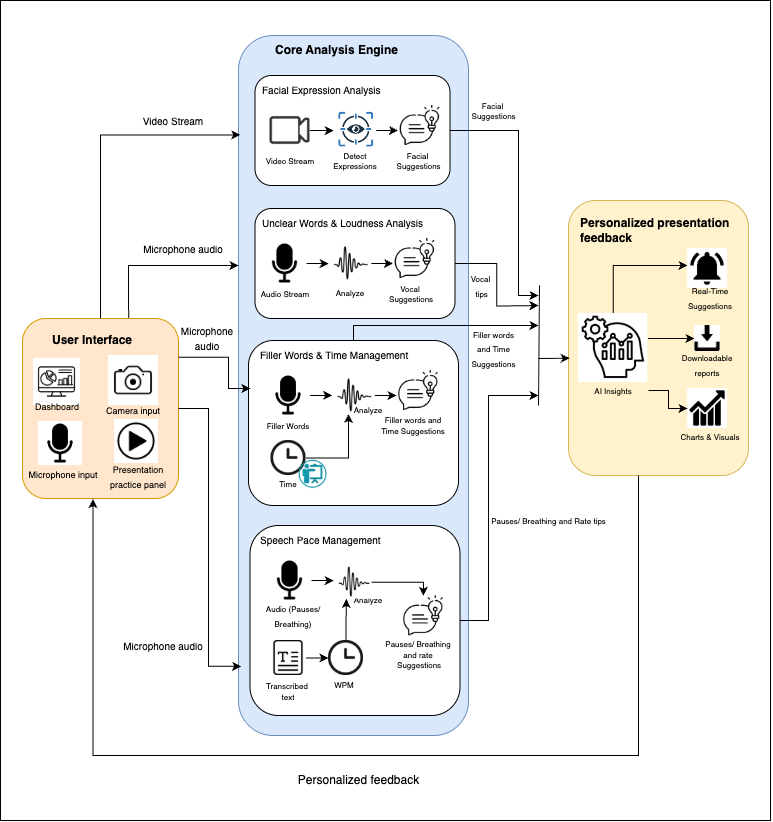 Core Analysis Engine
Facial Expression Analysis
Video Stream
Detect
Expressions
Facial
Suggestions
Video Stream
Facial
Suggestions
Unclear Words & Loudness Analysis
Audio Stream
Analyze
Vocal
Suggestions
Microphone audio
Vocal
tips
Personalized presentation
feedback
Real-Time
Suggestions
AI Insights
Downloadable
reports
Charts & Visuals
User Interface
Dashboard
Camera input
Microphone input
Presentation
practice panel
Microphone
audio
Filler Words & Time Management
Filler Words
Analyze
Filler words and
Time Suggestions
Time
Filler words
and Time
Suggestions
Pauses/ Breathing and Rate tips
Speech Pace Management
Audio (Pauses/
Breathing)
Analyze
Pauses/ Breathing
and rate
Suggestions
T
Transcribed
text
WPM
Microphone audio
Personalized feedback